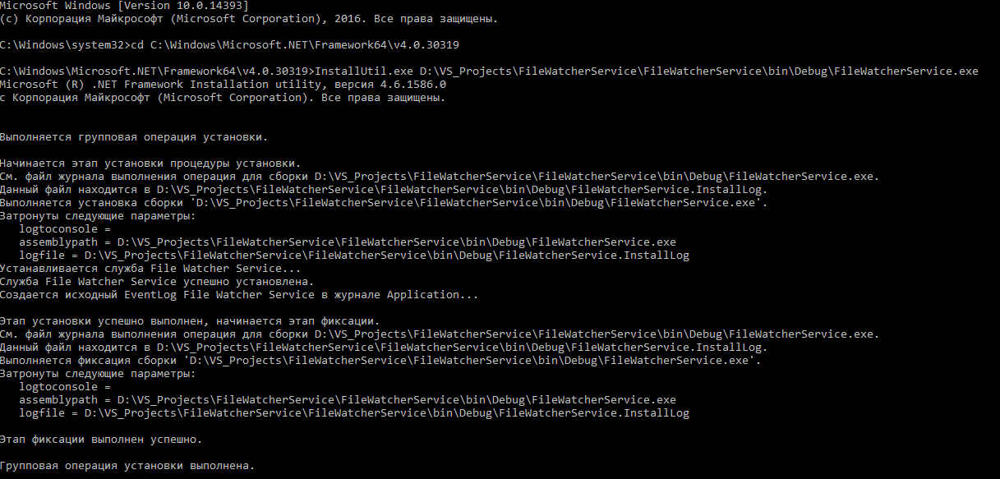 Microsoft Windows [Version 10.0.14393]
(c) Корпорация Майкрософт (Microsoft Corporation), 2016. Все права защищены.
C:\Windows\system32>cd C:\Windows\Microsoft.NET\Framework64\v4.0.30319
C:\Windows\Microsoft.NET\Framework64\v4.0.30319>InstallUtil.exe D:\VS_Projects\FileWatcherService\FileWatcherService\bin\Debug\FileWatcherService.exe
Microsoft (R) .NET Framework Installation utility, версия 4.6.1586.0
с Корпорация Майкрософт (Microsoft Corporation). Все права защищены.
Выполняется групповая операция установки.
Начинается этап установки процедуры установки.
См. файл журнала выполнения операция для сборки D:\VS_Projects\FileWatcherService\FileWatcherService\bin\Debug\FileWatcherService.exe.
Данный файл находится в D:\VS_Projects\FileWatcherService\FileWatcherService\bin\Debug\FileWatcherService.InstallLog.
Выполняется установка сборки 'D:\VS_Projects\FileWatcherService\FileWatcherService\bin\Debug\FileWatcherService.exe'.
Затронуты следующие параметры:
logtoconsole =
assemblypath = D:\VS_Projects\FileWatcherService\FileWatcherService\bin\Debug\FileWatcherService.exe
logfile = D:\VS_Projects\FileWatcherService\FileWatcherService\bin\Debug\FileWatcherService.InstallLog
Устанавливается служба File Watcher Service...
Служба File Watcher Service успешно установлена.
Создается исходный EventLog File Watcher Service в журнале Application...
Этап установки успешно выполнен, начинается этап фиксации.
См. файл журнала выполнения операция для сборки D:\VS_Projects\FileWatcherService\FileWatcherService\bin\Debug\FileWatcherService.exe.
Данный файл находится в D:\VS_Projects\FileWatcherService\FileWatcherService\bin\Debug\FileWatcherService.InstallLog.
Выполняется фиксация сборки 'D:\VS_Projects\FileWatcherService\FileWatcherService\bin\Debug\FileWatcherService.exe'.
Затронуты следующие параметры:
logtoconsole =
assemblypath = D:\VS_Projects\FileWatcherService\FileWatcherService\bin\Debug\FileWatcherService.exe
logfile = D:\VS_Projects\FileWatcherService\FileWatcherService\bin\Debug\FileWatcherService.InstallLog
Этап фиксации выполнен успешно.
Групповая операция установки выполнена.